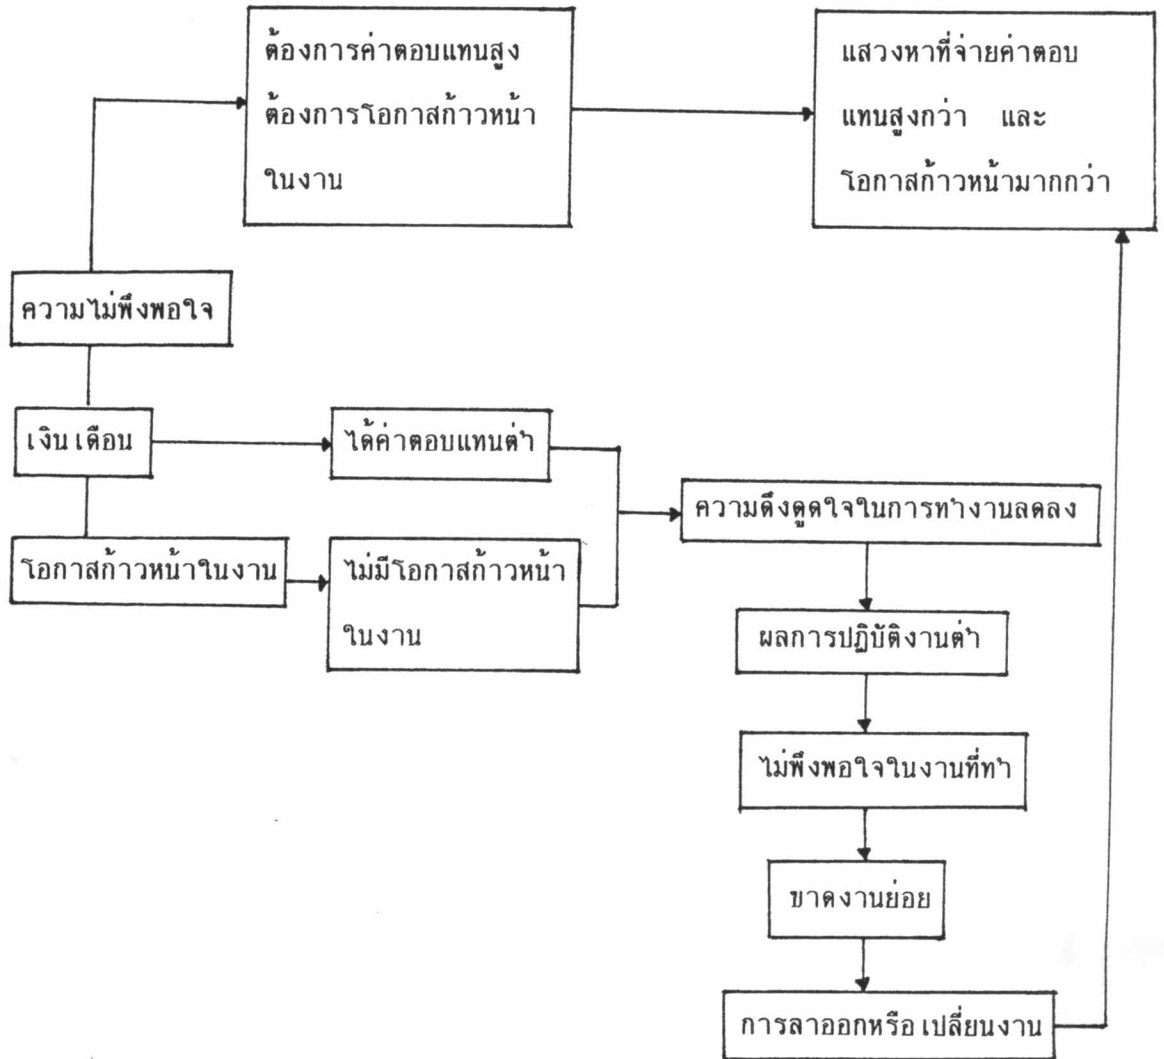 ต้องการค่าตอบแทนสูง
ต้องการโอกาสก้าวหน้า
ในงาน
แสวงหาที่จ่ายค่าตอบ
แทนสูงกว่า และ
โอกาสก้าวหน้ามากกว่า
ความไม่พึงพอใจ
เงินเดือน
ได้ค่าตอบแทนต่ำ
ความดึงดูดใจในการทำงานลดลง
โอกาสก้าวหน้าในงาน
ไม่มีโอกาสก้าวหน้า
ในงาน
ผลการปฏิบัติงานต่ำ
ไม่พึงพอใจในงานที่ทำ
ขาดงานย่อย
การลาออกหรือเปลี่ยนงาน